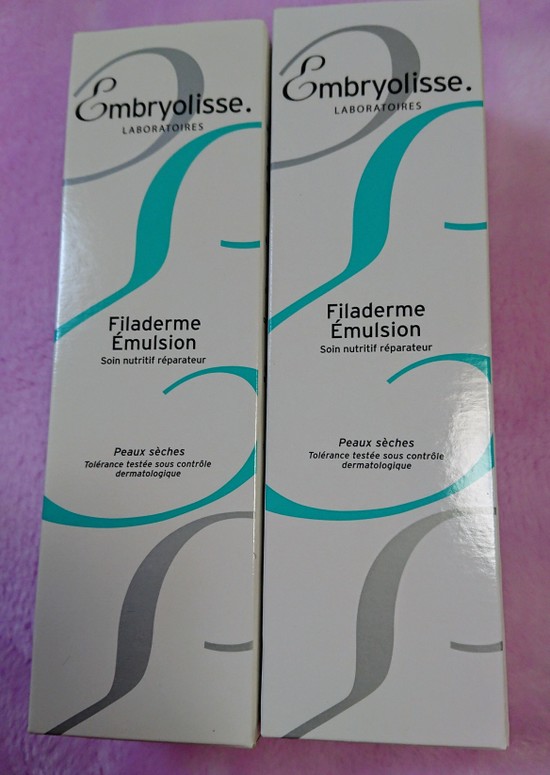 Embryolisse.
LABORATOIRES
Filaderme
Émulsion
Soin nutritif réparateur
Peaux sèches
Tolérance testée sous contrôle
dermatologique
Embryolisse.
LABORATOIRES
Filaderme
Émulsion
Soin nutritif réparateur
Peaux sèches
Tolérance testée sous contrôle
dermatologique